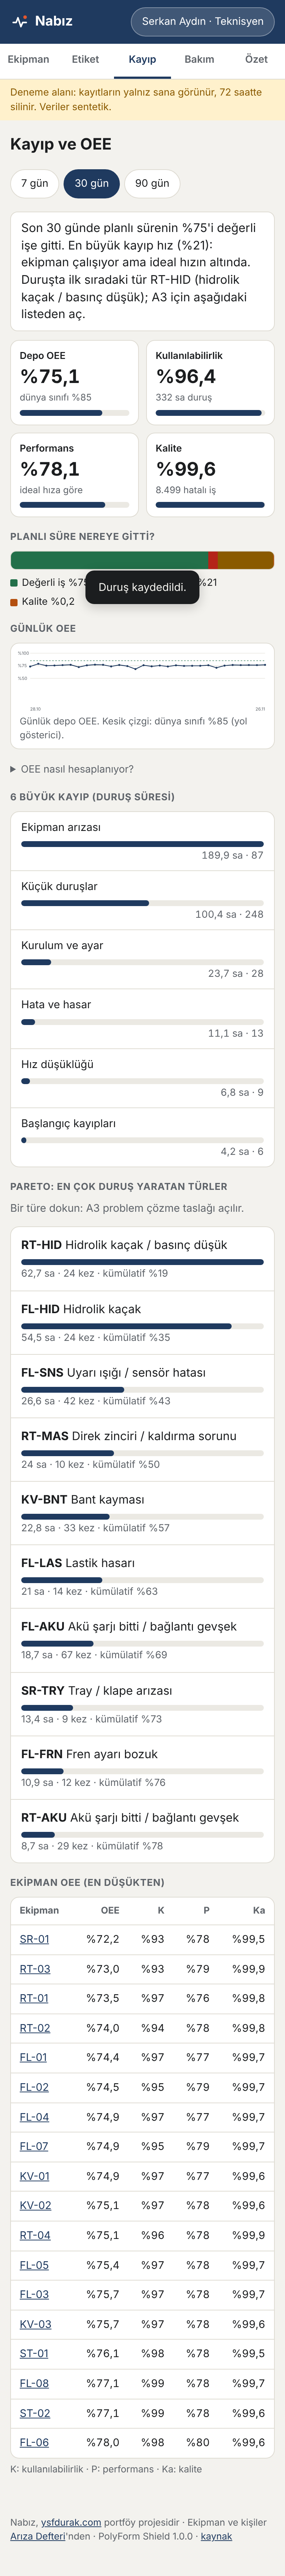 Nabız
Serkan Aydın · Teknisyen
Ekipman
Etiket
Kayıp
Bakım
Özet
Deneme alanı: kayıtların yalnız sana görünür, 72 saatte
silinir. Veriler sentetik.
Kayıp ve OEE
7 gün
30 gün
90 gün
Son 30 günde planlı sürenin %75'i değerli
işe gitti. En büyük kayıp hız (%21):
ekipman çalışıyor ama ideal hızın altında.
Duruşta ilk sıradaki tür RT-HID (hidrolik
kaçak / basınç düşük); A3 için aşağıdaki
listeden aç.
Depo OEE
%75,1
dünya sınıfı %85
Kullanılabilirlik
%96,4
332 sa duruş
Performans
%78,1
ideal hıza göre
Kalite
%99,6
8.499 hatalı iş
PLANLI SÜRE NEREYE GİTTİ?
Değerli iş %75
%21
Duruş kaydedildi.
Kalite %0,2
GÜNLÜK OEE
%100
%75
%50
28.10
26.11
Günlük depo OEE. Kesik çizgi: dünya sınıfı %85 (yol
gösterici).
OEE nasıl hesaplanıyor?
6 BÜYÜK KAYIP (DURUŞ SÜRESİ)
Ekipman arızası
189,9 sa · 87
Küçük duruşlar
100,4 sa · 248
Kurulum ve ayar
23,7 sa · 28
Hata ve hasar
11,1 sa · 13
Hız düşüklüğü
6,8 sa · 9
Başlangıç kayıpları
4,2 sa · 6
PARETO: EN ÇOK DURUŞ YARATAN TÜRLER
Bir türe dokun: A3 problem çözme taslağı açılır.
RT-HID Hidrolik kaçak / basınç düşük
62,7 sa · 24 kez · kümülatif %19
FL-HID Hidrolik kaçak
54,5 sa · 24 kez · kümülatif %35
FL-SNS Uyarı ışığı / sensör hatası
26,6 sa · 42 kez · kümülatif %43
RT-MAS Direk zinciri / kaldırma sorunu
24 sa · 10 kez · kümülatif %50
KV-BNT Bant kayması
22,8 sa · 33 kez · kümülatif %57
FL-LAS Lastik hasarı
21 sa · 14 kez · kümülatif %63
FL-AKU Akü şarjı bitti / bağlantı gevşek
18,7 sa · 67 kez · kümülatif %69
SR-TRY Tray / klape arızası
13,4 sa · 9 kez · kümülatif %73
FL-FRN Fren ayarı bozuk
10,9 sa · 12 kez · kümülatif %76
RT-AKU Akü şarjı bitti / bağlantı gevşek
8,7 sa · 29 kez · kümülatif %78
EKİPMAN OEE (EN DÜŞÜKTEN)
Ekipman OEE K P Ka
SR-01 %72,2 %93 %78 %99,5
RT-03 %73,0 %93 %79 %99,9
RT-01 %73,5 %97 %76 %99,8
RT-02 %74,0 %94 %78 %99,8
FL-01 %74,4 %97 %77 %99,7
FL-02 %74,5 %95 %79 %99,7
FL-04 %74,9 %97 %77 %99,7
FL-07 %74,9 %95 %79 %99,7
KV-01 %74,9 %97 %77 %99,6
KV-02 %75,1 %97 %78 %99,6
RT-04 %75,1 %96 %78 %99,9
FL-05 %75,4 %97 %78 %99,7
FL-03 %75,7 %97 %78 %99,7
KV-03 %75,7 %97 %78 %99,6
ST-01 %76,1 %98 %78 %99,5
FL-08 %77,1 %99 %78 %99,7
ST-02 %77,1 %99 %78 %99,6
FL-06 %78,0 %98 %80 %99,6
K: kullanılabilirlik · P: performans · Ka: kalite
Nabız, ysfdurak.com portföy projesidir · Ekipman ve kişiler
Arıza Defteri'nden · PolyForm Shield 1.0.0 · kaynak